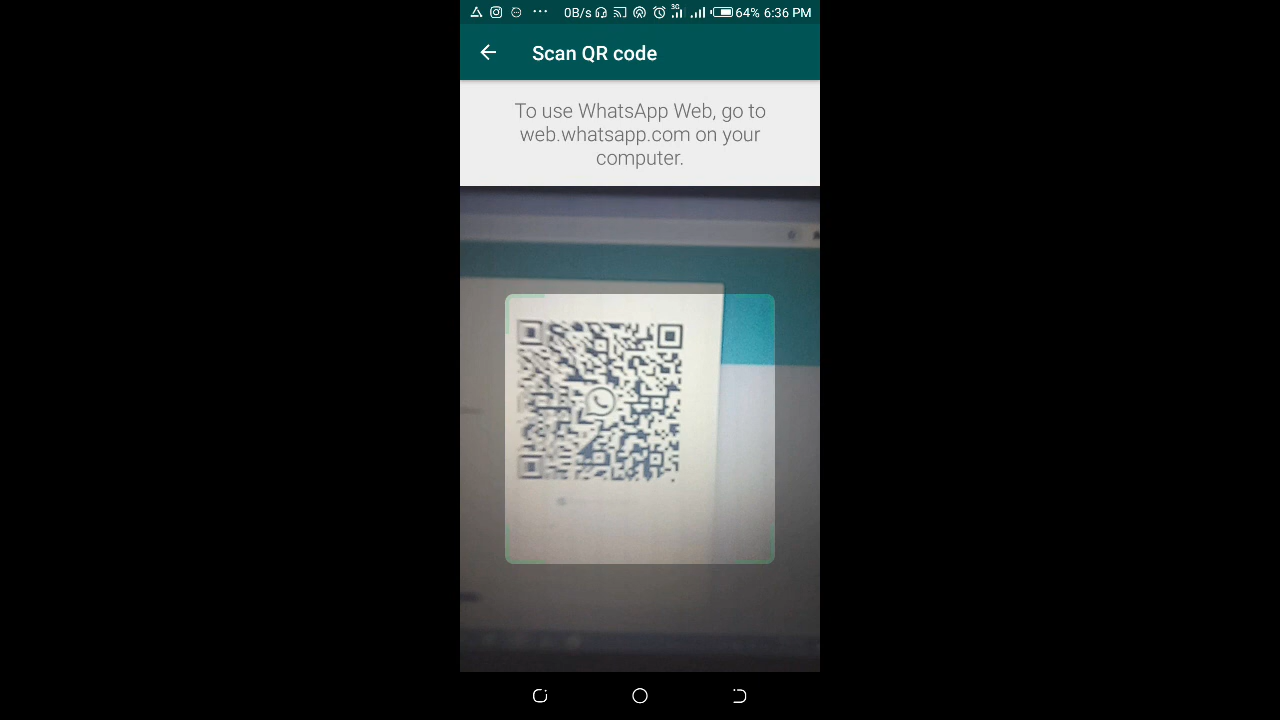 0B/s 3G 64% 6:36 PM
Scan QR code
To use WhatsApp Web, go to
web.whatsapp.com on your
computer.